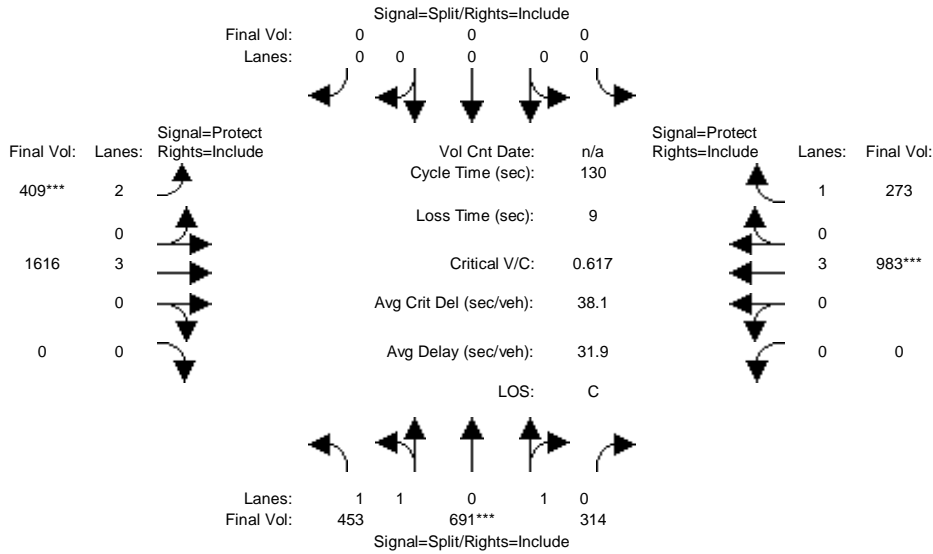 Signal=Split/Rights=Include
Final Vol: 0 0 0
Lanes: 0 0 0 0 0
Signal=Protect Signal=Protect
Final Vol: Lanes: Rights=Include Vol Cnt Date: n/a Rights=Include Lanes: Final Vol:
Cycle Time (sec): 130
409*** 2 1 273
Loss Time (sec): 9
0 0
1616 3 Critical V/C: 0.617 3 983***
0 Avg Crit Del (sec/veh): 38.1 0
0 0 Avg Delay (sec/veh): 31.9 0 0
LOS: C
Lanes: 1 1 0 1 0
Final Vol: 453 691*** 314
Signal=Split/Rights=Include